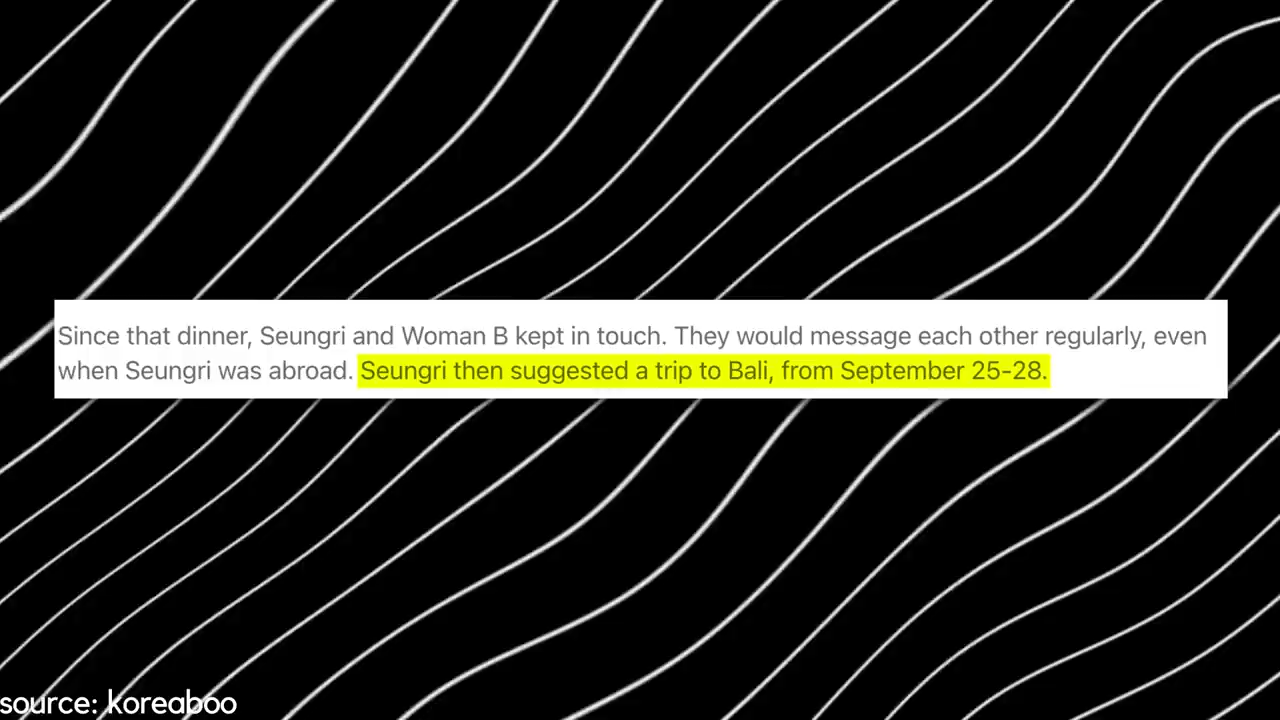 Since that dinner, Seungri and Woman B kept in touch. They would message each other regularly, even
when Seungri was abroad. Seungri then suggested a trip to Bali, from September 25-28.
source: koreaboo